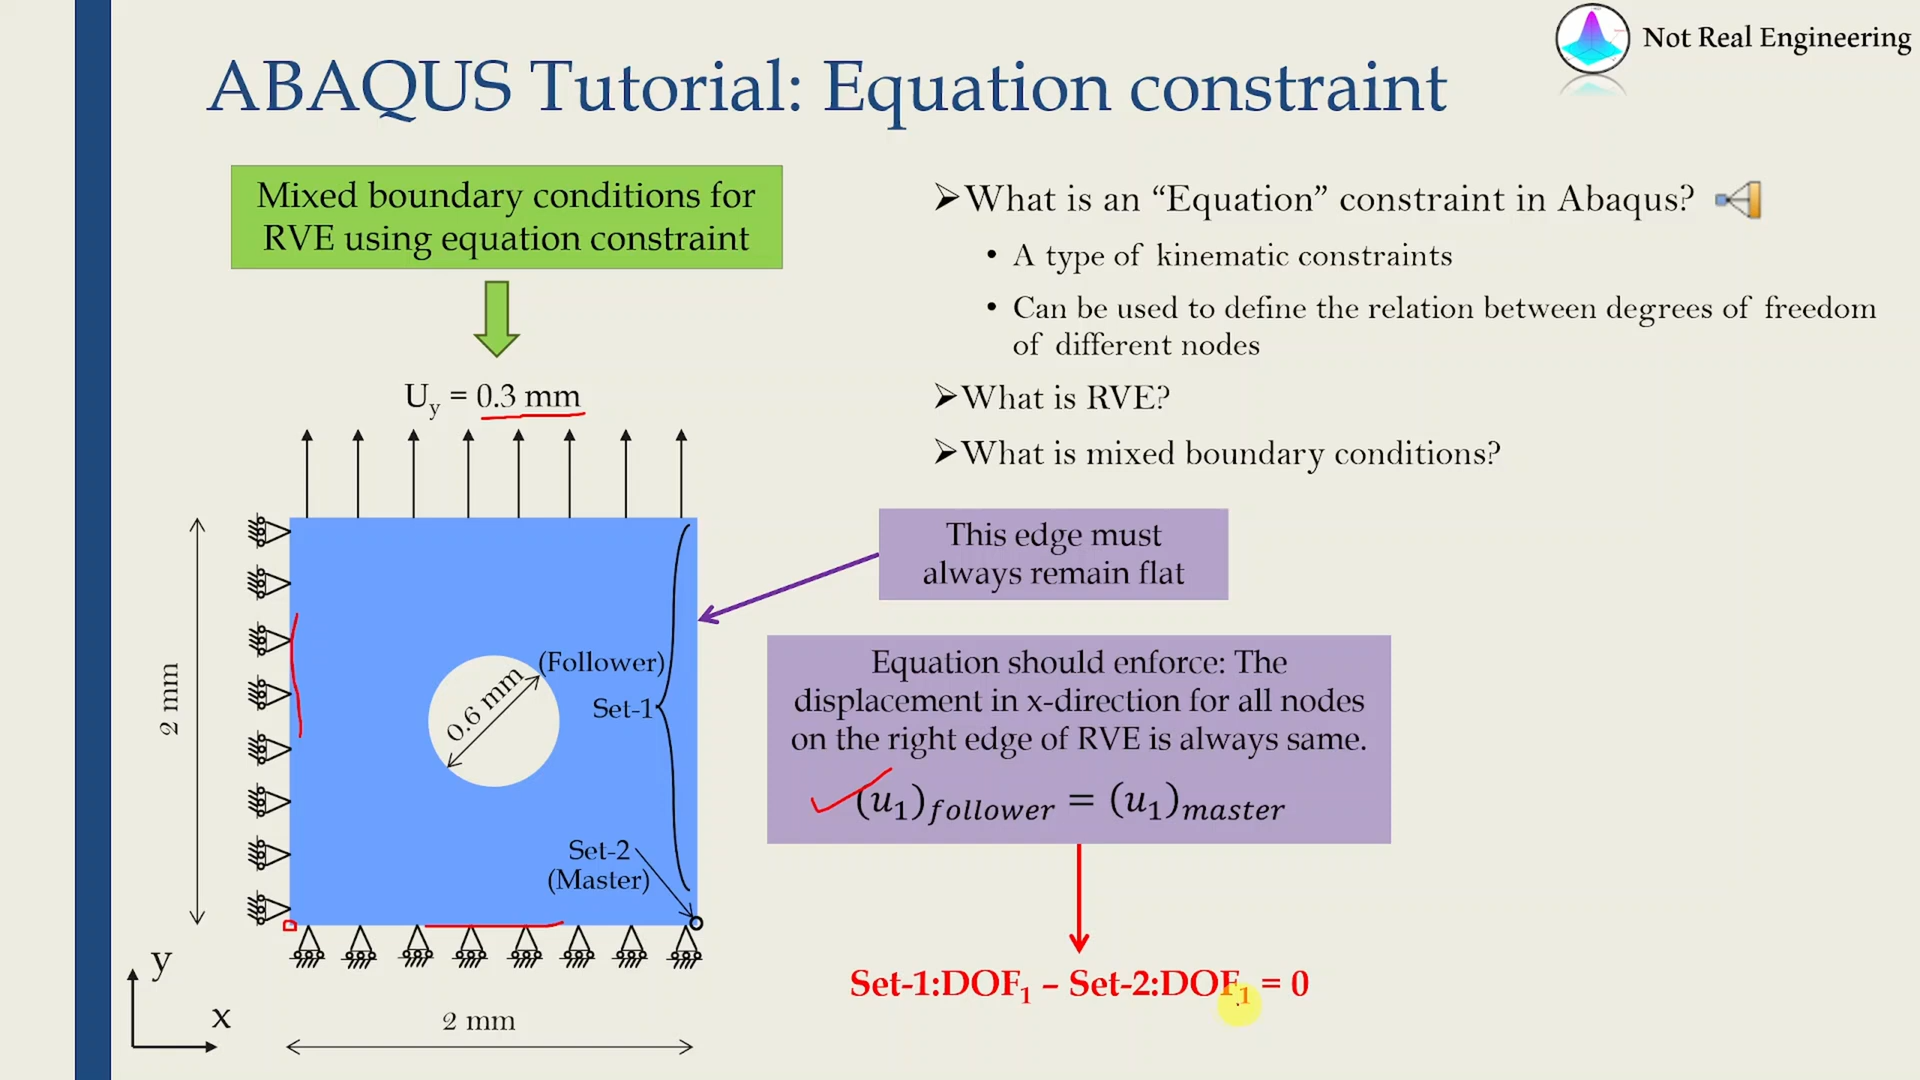 Not Real Engineering
ABAQUS Tutorial: Equation constraint
Mixed boundary conditions for
RVE using equation constraint
Uy = 0.3 mm
2 mm
0.6 mm
(Follower)
Set-1
Set-2
(Master)
y
x
2 mm
➢What is an “Equation” constraint in Abaqus?
• A type of kinematic constraints
• Can be used to define the relation between degrees of freedom
of different nodes
➢What is RVE?
➢What is mixed boundary conditions?
This edge must
always remain flat
Equation should enforce: The
displacement in x-direction for all nodes
on the right edge of RVE is always same.
(u₁)follower = (u₁)master
Set-1:DOF₁ – Set-2:DOF₁ = 0